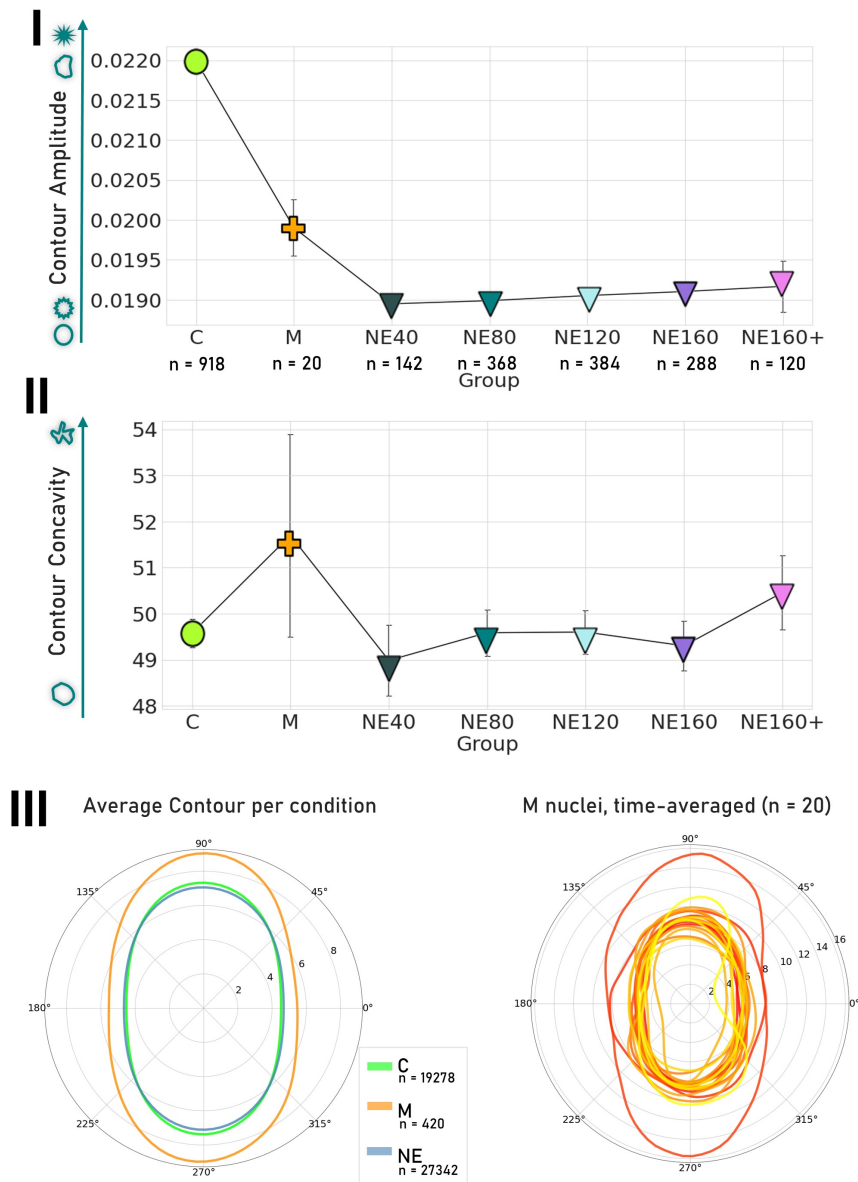 I
Contour Amplitude
0.0220
0.0215
0.0210
0.0205
0.0200
0.0195
0.0190
C M NE40 NE80 NE120 NE160 NE160+
n = 918 n = 20 n = 142 n = 368 n = 384 n = 288 n = 120
Group
II
Contour Concavity
54
53
52
51
50
49
48
C M NE40 NE80 NE120 NE160 NE160+
Group
III
Average Contour per condition
90°
135° 45°
8
6
4
2
180° 0°
225° 315°
270°
C
n = 19278
M
n = 420
NE
n = 27342
M nuclei, time-averaged (n = 20)
90°
135° 45°
2 4 6 8 10 12 14 16
180° 0°
225° 315°
270°